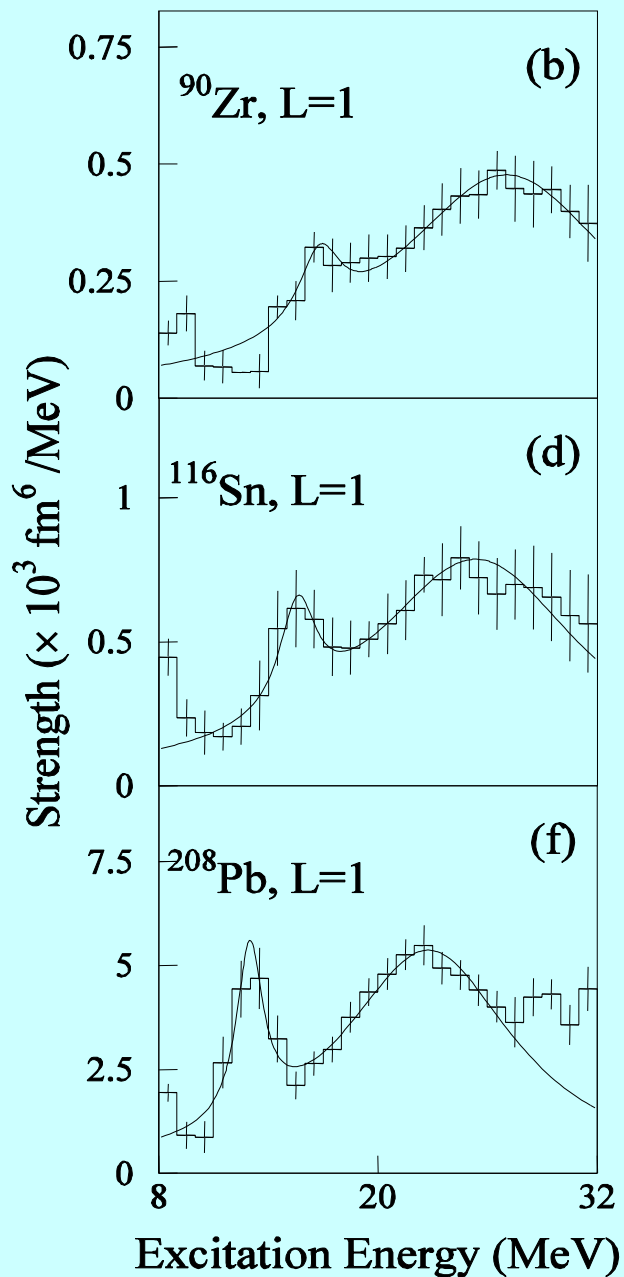 0.75
(b)
⁹⁰Zr, L=1
0.5
0.25
0
(d)
¹¹⁶Sn, L=1
1
0.5
0
(f)
²⁰⁸Pb, L=1
7.5
5
2.5
0
8
20
32
Strength (× 10³ fm⁶ /MeV)
Excitation Energy (MeV)